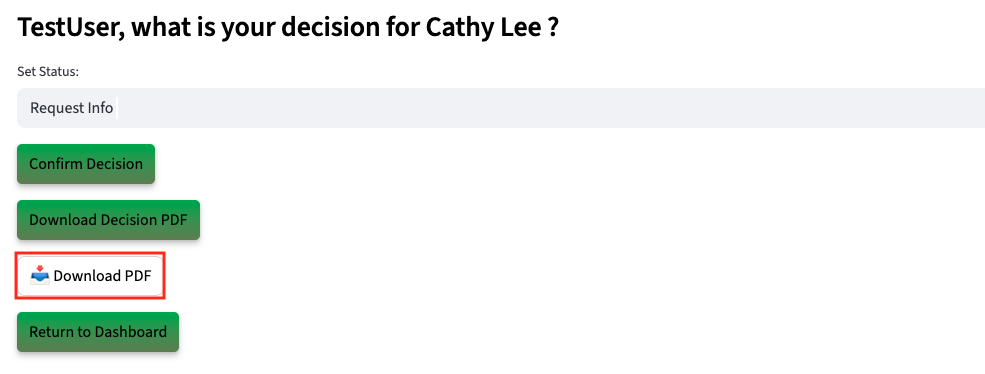 TestUser, what is your decision for Cathy Lee ?
Set Status:
Request Info
Confirm Decision
Download Decision PDF
Download PDF
Return to Dashboard